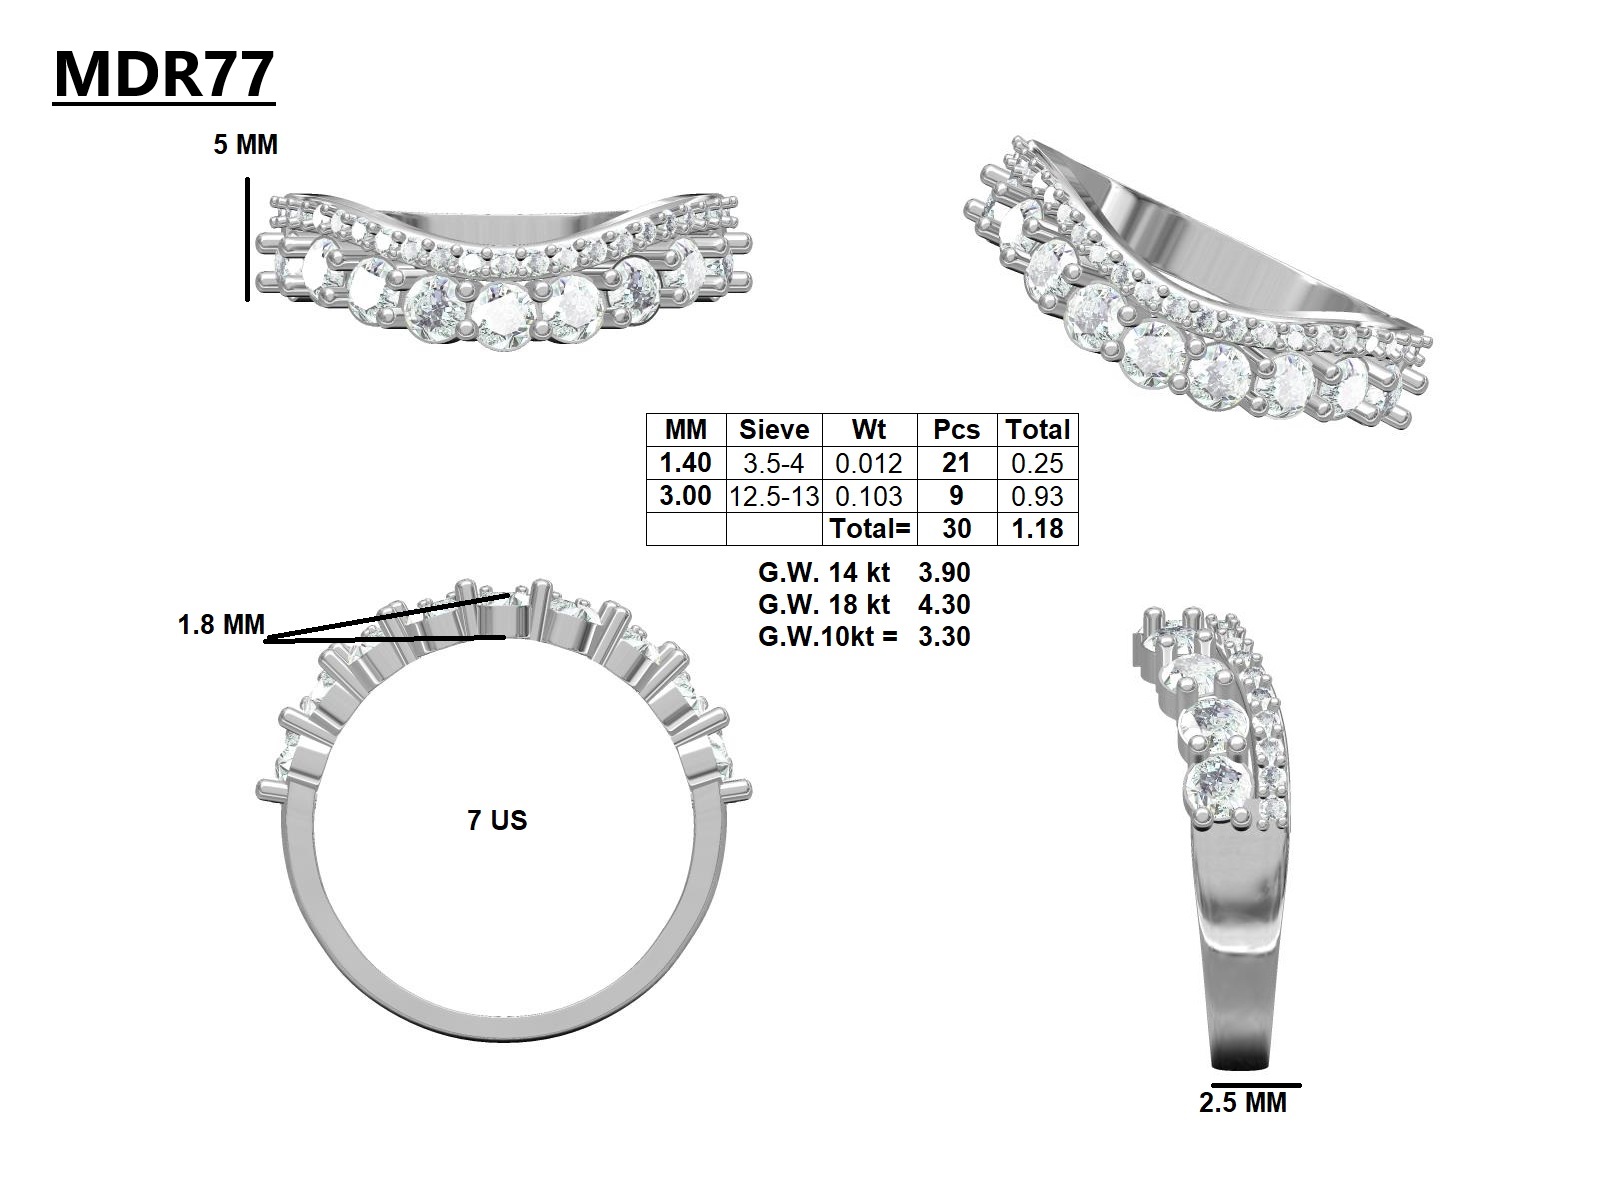 MDR77
5 MM
MM Sieve Wt Pcs Total
1.40 3.5-4 0.012 21 0.25
3.00 12.5-13 0.103 9 0.93
Total= 30 1.18
G.W. 14 kt 3.90
G.W. 18 kt 4.30
G.W.10kt = 3.30
1.8 MM
7 US
2.5 MM